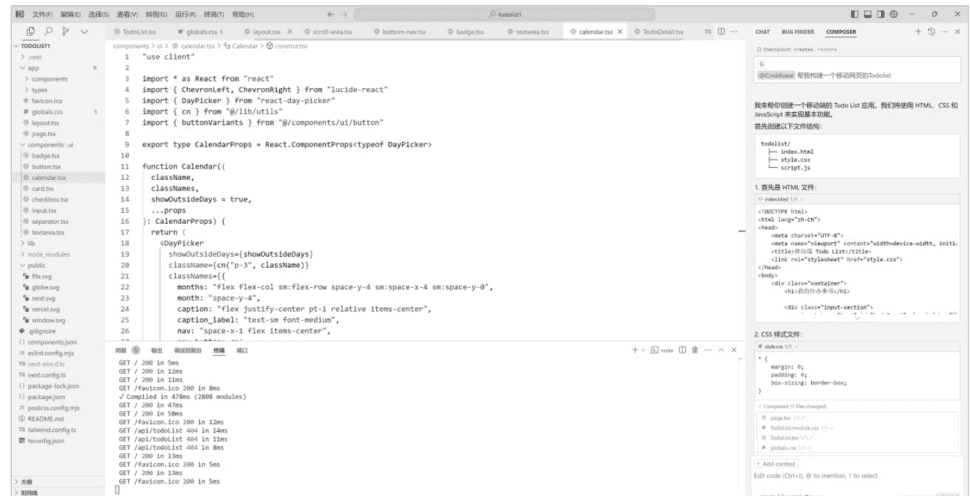 文件(F) 编辑(E) 选择(S) 查看(V) 转到(G) 运行(R) 终端(T) 帮助(H)
todolist1
TODOLIST1
.next
app
components
types
favicon.ico
globals.css 5
layout.tsx
page.tsx
components \ ui
badge.tsx
button.tsx
calendar.tsx
card.tsx
checkbox.tsx
input.tsx
separator.tsx
textarea.tsx
lib
node_modules
public
file.svg
globe.svg
next.svg
vercel.svg
window.svg
.gitignore
components.json
eslint.config.mjs
next-env.d.ts
next.config.ts
package-lock.json
package.json
postcss.config.mjs
README.md
tailwind.config.ts
tsconfig.json
大纲
时间线
TodoList.tsx globals.css 5 layout.tsx scroll-area.tsx bottom-nav.tsx badge.tsx textarea.tsx calendar.tsx TodoDetail.tsx
components > ui > calendar.tsx > Calendar > constructor
1 "use client"
2
3 import * as React from "react"
4 import { ChevronLeft, ChevronRight } from "lucide-react"
5 import { DayPicker } from "react-day-picker"
6 import { cn } from "@/lib/utils"
7 import { buttonVariants } from "@/components/ui/button"
8
9 export type CalendarProps = React.ComponentProps<typeof DayPicker>
10
11 function Calendar({
12 className,
13 classNames,
14 showOutsideDays = true,
15 ...props
16 }: CalendarProps) {
17 return (
18 <DayPicker
19 showOutsideDays={showOutsideDays}
20 className={cn("p-3", className)}
21 classNames={{
22 months: "flex flex-col sm:flex-row space-y-4 sm:space-x-4 sm:space-y-0",
23 month: "space-y-4",
24 caption: "flex justify-center pt-1 relative items-center",
25 caption_label: "text-sm font-medium",
26 nav: "space-x-1 flex items-center",
问题 5 输出 调试控制台 终端 端口
node
GET / 200 in 5ms
GET / 200 in 12ms
GET / 200 in 11ms
GET /favicon.ico 200 in 8ms
✓ Compiled in 478ms (2808 modules)
GET / 200 in 47ms
GET / 200 in 58ms
GET /favicon.ico 200 in 12ms
GET /api/todoList 404 in 14ms
GET /api/todoList 404 in 11ms
GET /api/todoList 404 in 8ms
GET / 200 in 13ms
GET /favicon.ico 200 in 5ms
GET / 200 in 13ms
GET /favicon.ico 200 in 5ms
CHAT BUG FINDER COMPOSER
Checkpoint created. restore
@Codebase 帮我构建一个移动网页的Todolist
我来帮你创建一个移动端的 Todo List 应用。我们将使用 HTML、CSS 和
JavaScript 来实现基本功能。
首先创建以下文件结构：
todolist/
├── index.html
├── style.css
└── script.js
1. 首先是 HTML 文件：
index.html 1/1 ✓
<!DOCTYPE html>
<html lang="zh-CN">
<head>
<meta charset="UTF-8">
<meta name="viewport" content="width=device-width, initi
<title>移动端 Todo List</title>
<link rel="stylesheet" href="style.css">
</head>
<body>
<div class="container">
<h1>我的待办事项</h1>
<div class="input-section">
2. CSS 样式文件：
style.css 1/1 ✓
* {
margin: 0;
padding: 0;
box-sizing: border-box;
}
page.tsx 1/1 ✓
TodoList.module.css 1/1 ✓
TodoList.tsx 1/1 ✓
globals.css 1/1 ✓
+ Add context
Edit code (Ctrl+I), @ to mention, 1 to select